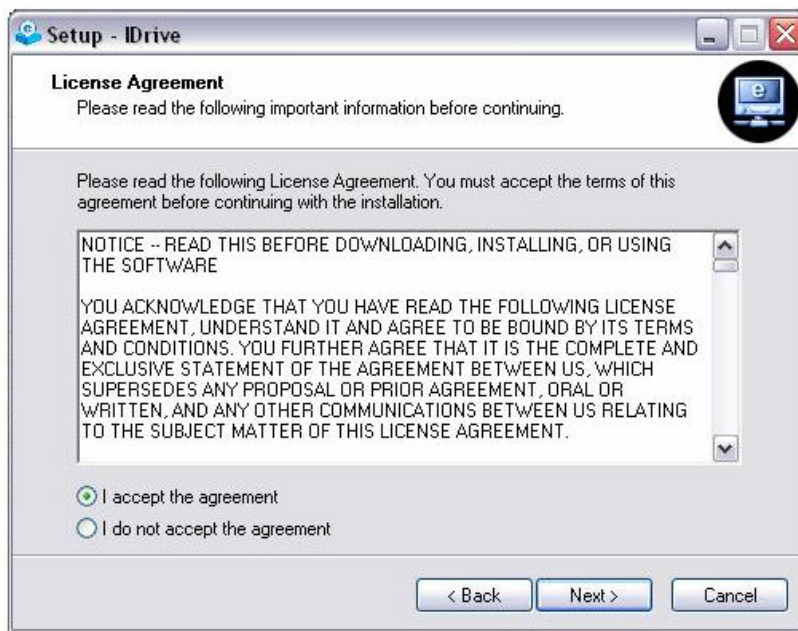 Setup - IDrive
License Agreement
Please read the following important information before continuing.
e
Please read the following License Agreement. You must accept the terms of this
agreement before continuing with the installation.
NOTICE -- READ THIS BEFORE DOWNLOADING, INSTALLING, OR USING
THE SOFTWARE
YOU ACKNOWLEDGE THAT YOU HAVE READ THE FOLLOWING LICENSE
AGREEMENT, UNDERSTAND IT AND AGREE TO BE BOUND BY ITS TERMS
AND CONDITIONS. YOU FURTHER AGREE THAT IT IS THE COMPLETE AND
EXCLUSIVE STATEMENT OF THE AGREEMENT BETWEEN US, WHICH
SUPERSEDES ANY PROPOSAL OR PRIOR AGREEMENT, ORAL OR
WRITTEN, AND ANY OTHER COMMUNICATIONS BETWEEN US RELATING
TO THE SUBJECT MATTER OF THIS LICENSE AGREEMENT.
I accept the agreement
I do not accept the agreement
< Back Next > Cancel